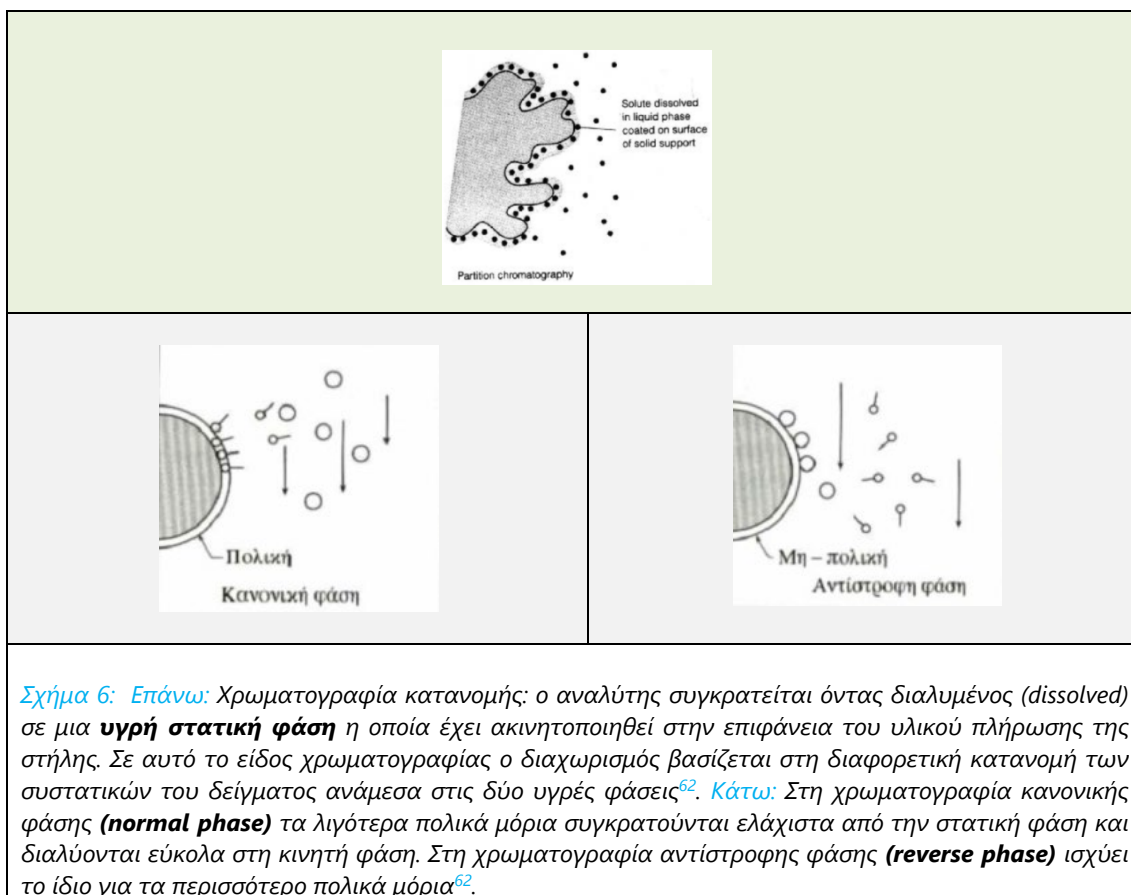 Solute dissolved
in liquid phase
coated on surface
of solid support
Partition chromatography
Πολική
Κανονική φάση
Μη – πολική
Αντίστροφη φάση
Σχήμα 6: Επάνω: Χρωματογραφία κατανομής: ο αναλύτης συγκρατείται όντας διαλυμένος (dissolved)
σε μια υγρή στατική φάση η οποία έχει ακινητοποιηθεί στην επιφάνεια του υλικού πλήρωσης της
στήλης. Σε αυτό το είδος χρωματογραφίας ο διαχωρισμός βασίζεται στη διαφορετική κατανομή των
συστατικών του δείγματος ανάμεσα στις δύο υγρές φάσεις62. Κάτω: Στη χρωματογραφία κανονικής
φάσης (normal phase) τα λιγότερα πολικά μόρια συγκρατούνται ελάχιστα από την στατική φάση και
διαλύονται εύκολα στη κινητή φάση. Στη χρωματογραφία αντίστροφης φάσης (reverse phase) ισχύει
το ίδιο για τα περισσότερο πολικά μόρια62.